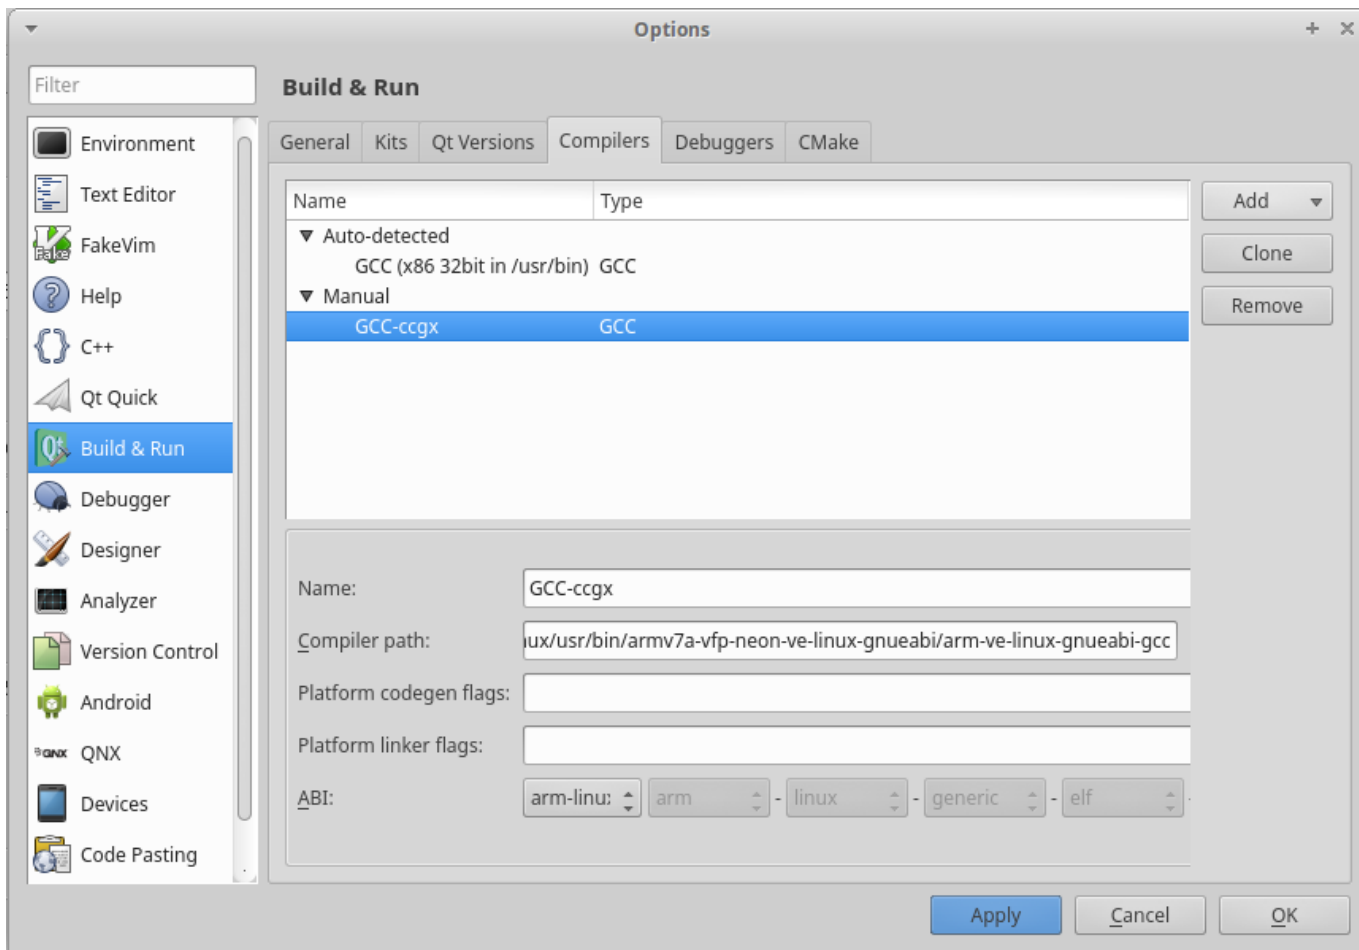 Options
Filter
Build & Run
Environment
Text Editor
FakeVim
Help
C++
Qt Quick
Build & Run
Debugger
Designer
Analyzer
Version Control
Android
QNX
Devices
Code Pasting
General Kits Qt Versions Compilers Debuggers CMake
Name Type
Auto-detected
GCC (x86 32bit in /usr/bin) GCC
Manual
GCC-ccgx GCC
Add
Clone
Remove
Name: GCC-ccgx
Compiler path: ux/usr/bin/armv7a-vfp-neon-ve-linux-gnueabi/arm-ve-linux-gnueabi-gcc
Platform codegen flags:
Platform linker flags:
ABI: arm-linu arm - linux - generic - elf
Apply Cancel OK